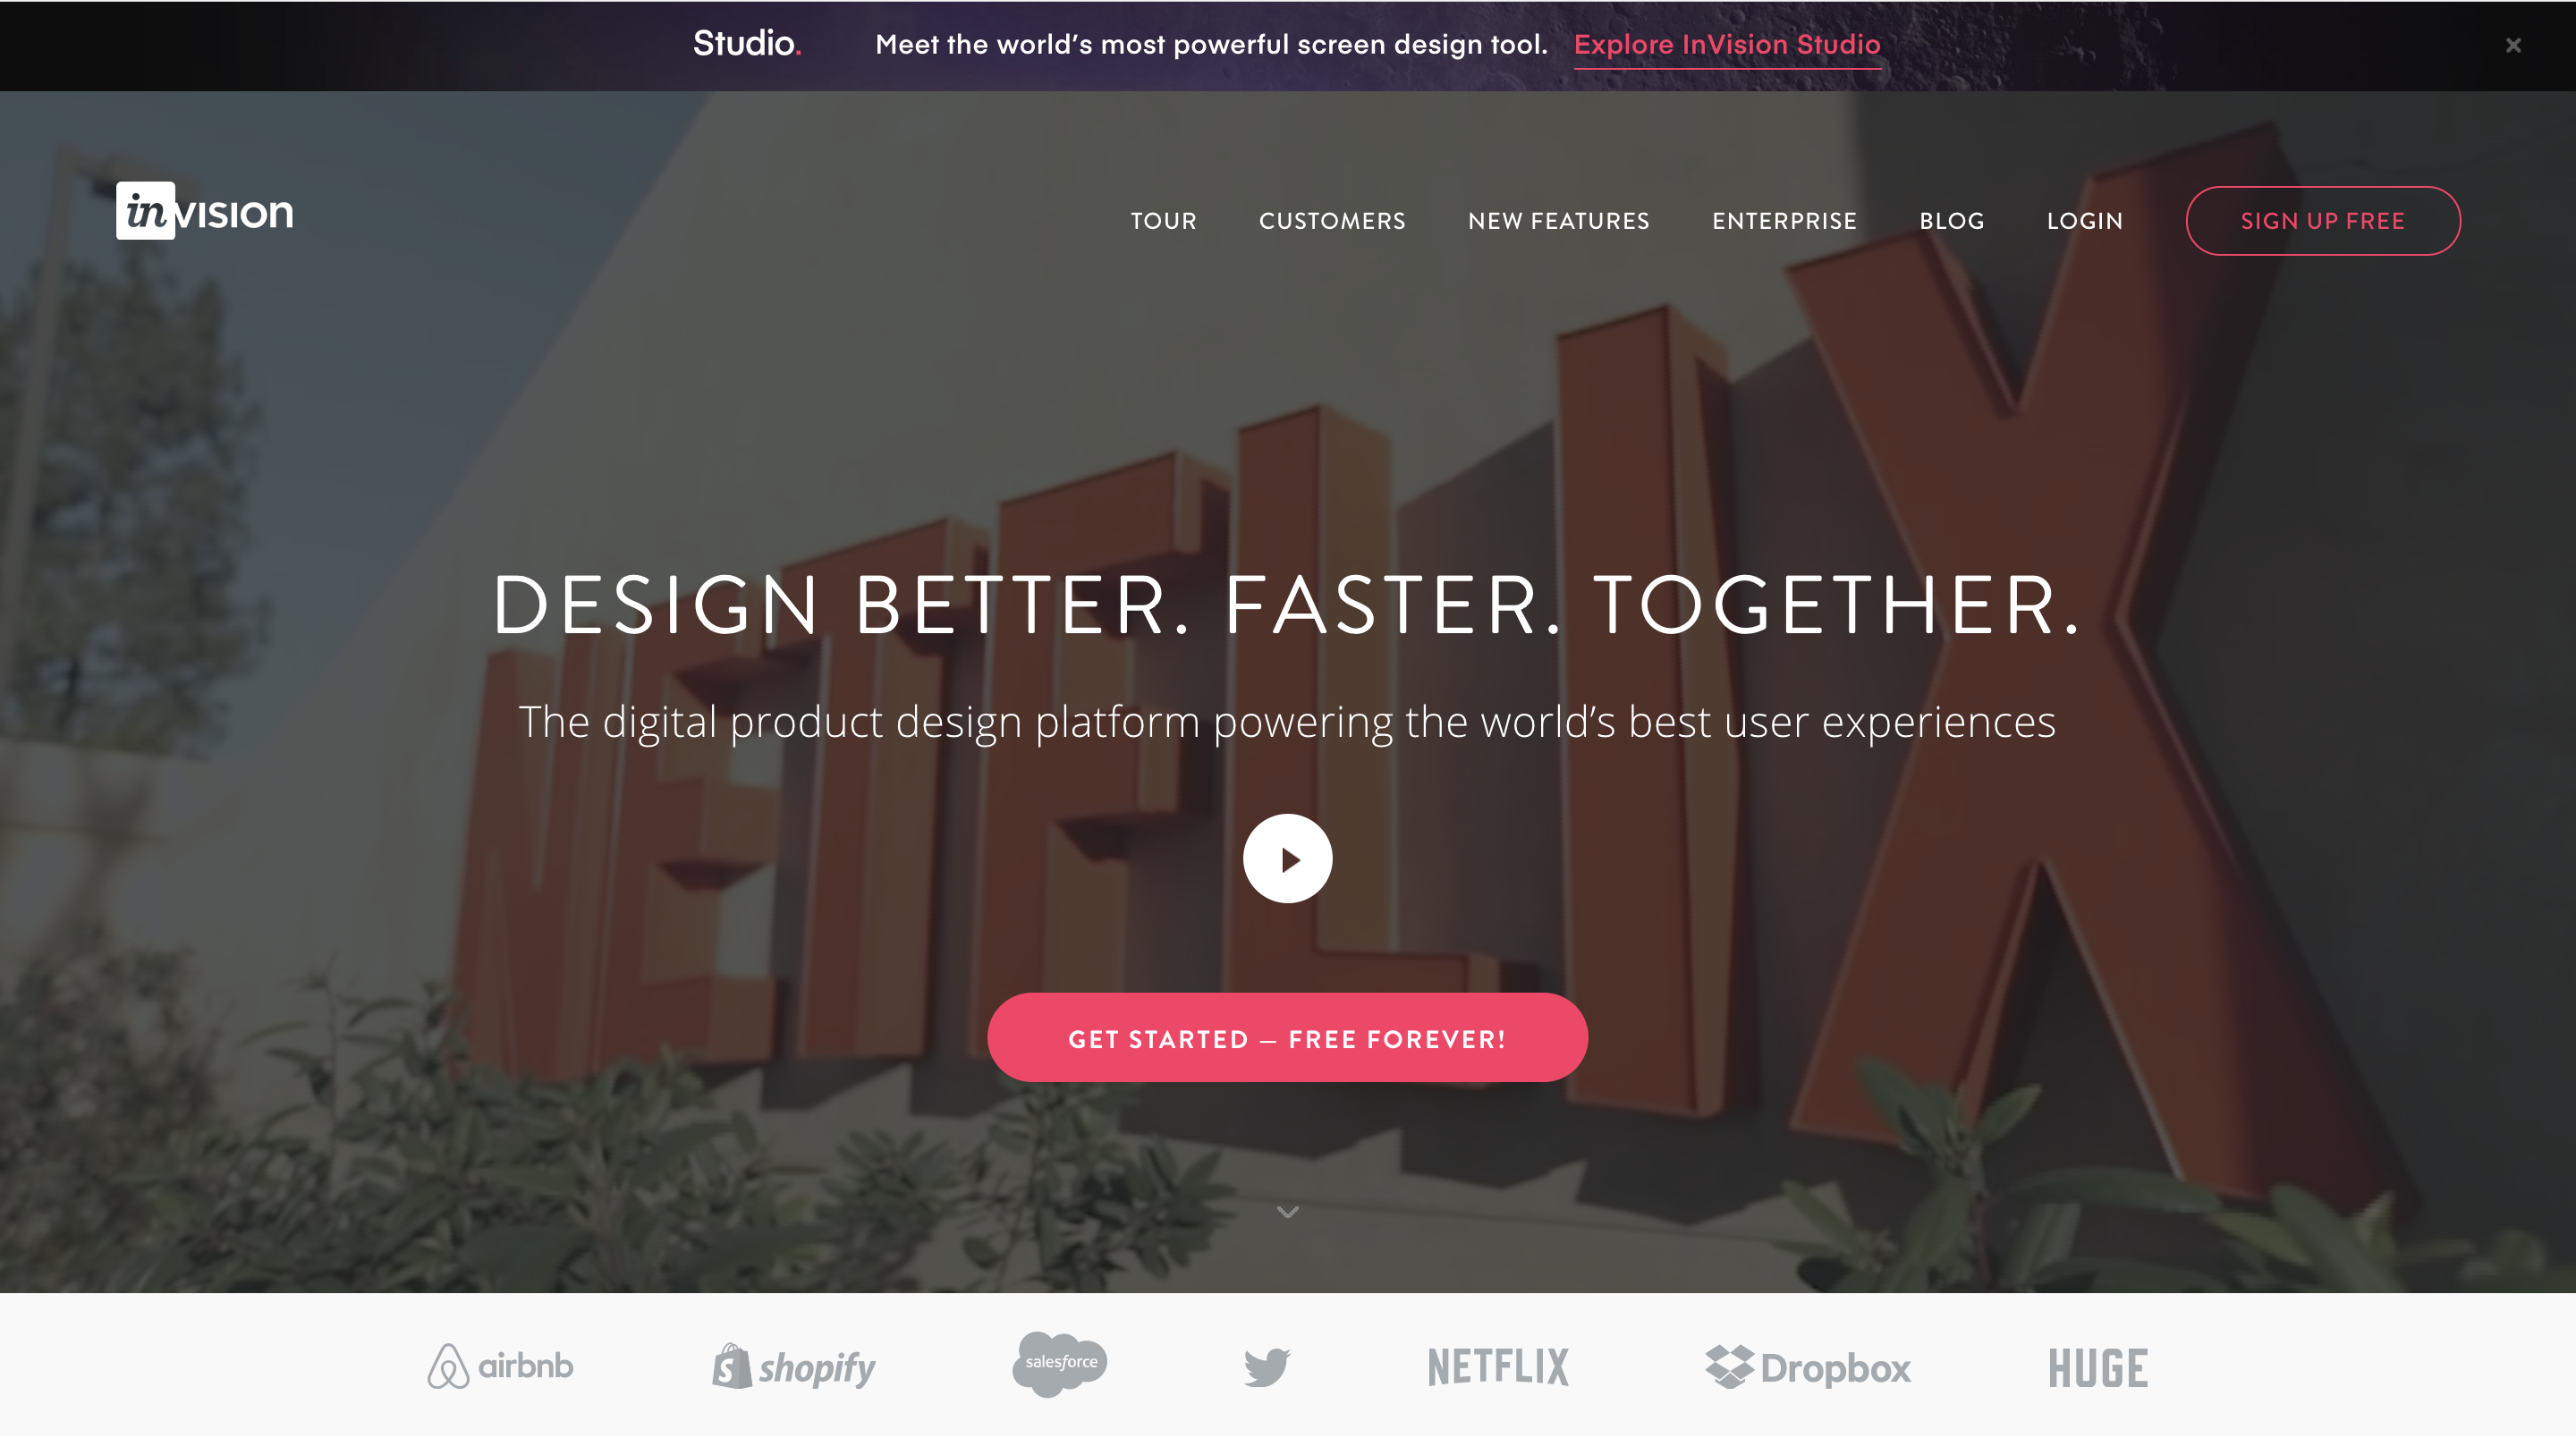 Studio.
Meet the world's most powerful screen design tool. Explore InVision Studio
invision
TOUR CUSTOMERS NEW FEATURES ENTERPRISE BLOG LOGIN SIGN UP FREE
NETFLIX
DESIGN BETTER. FASTER. TOGETHER.
The digital product design platform powering the world’s best user experiences
GET STARTED — FREE FOREVER!
airbnb shopify salesforce NETFLIX Dropbox HUGE